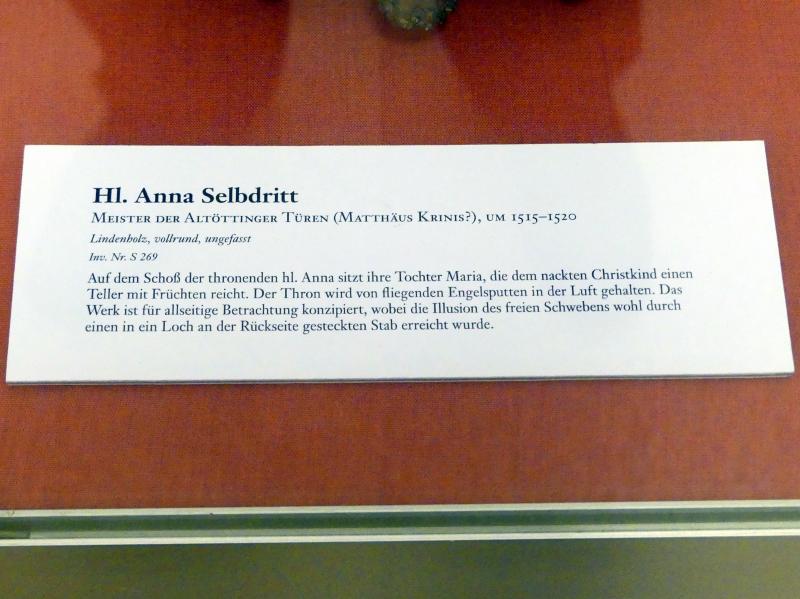 Hl. Anna Selbdritt
Meister der Altöttinger Türen (Matthäus Krinis?), um 1515–1520
Lindenholz, vollrund, ungefasst
Inv. Nr. S 269
Auf dem Schoß der thronenden hl. Anna sitzt ihre Tochter Maria, die dem nackten Christkind einen
Teller mit Früchten reicht. Der Thron wird von fliegenden Engelsputten in der Luft gehalten. Das
Werk ist für allseitige Betrachtung konzipiert, wobei die Illusion des freien Schwebens wohl durch
einen in ein Loch an der Rückseite gesteckten Stab erreicht wurde.